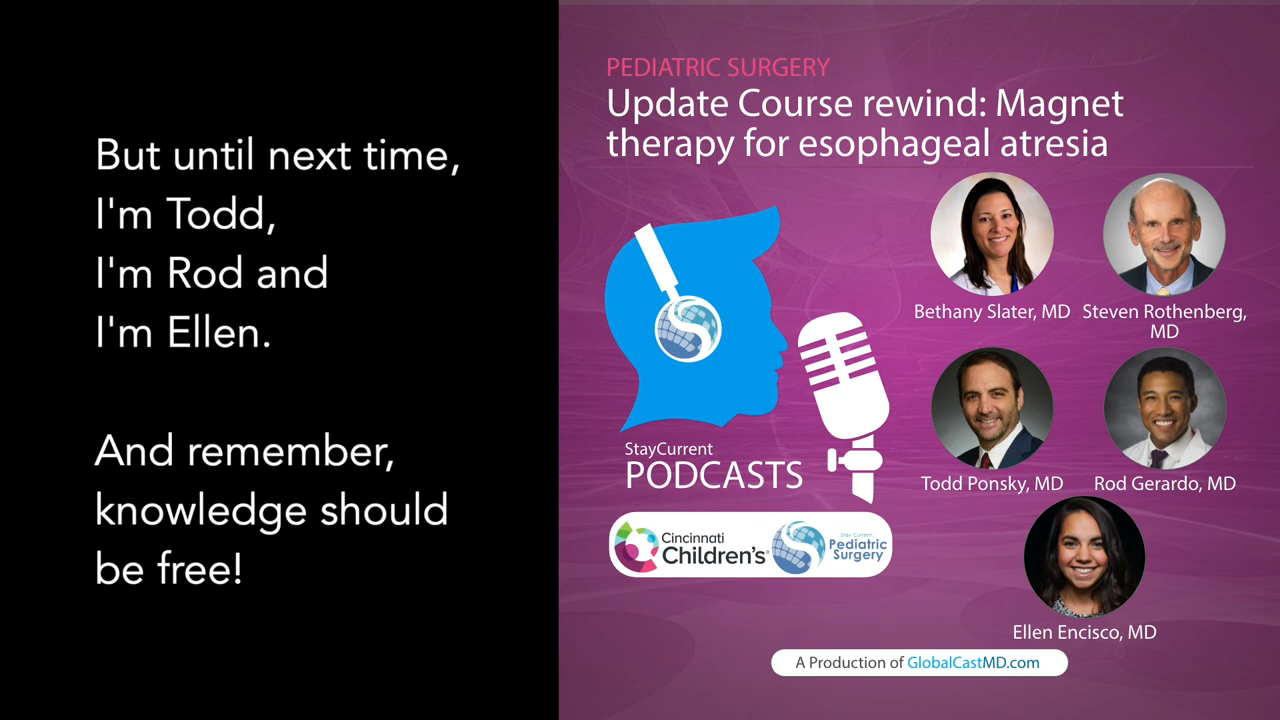 But until next time,
I'm Todd,
I'm Rod and
I'm Ellen.
And remember,
knowledge should
be free!
PEDIATRIC SURGERY
Update Course rewind: Magnet
therapy for esophageal atresia
Bethany Slater, MD
Steven Rothenberg,
MD
Todd Ponsky, MD
Rod Gerardo, MD
Ellen Encisco, MD
StayCurrent
PODCASTS
Cincinnati
Children's
Stay Current
Pediatric
Surgery
A Production of GlobalCastMD.com